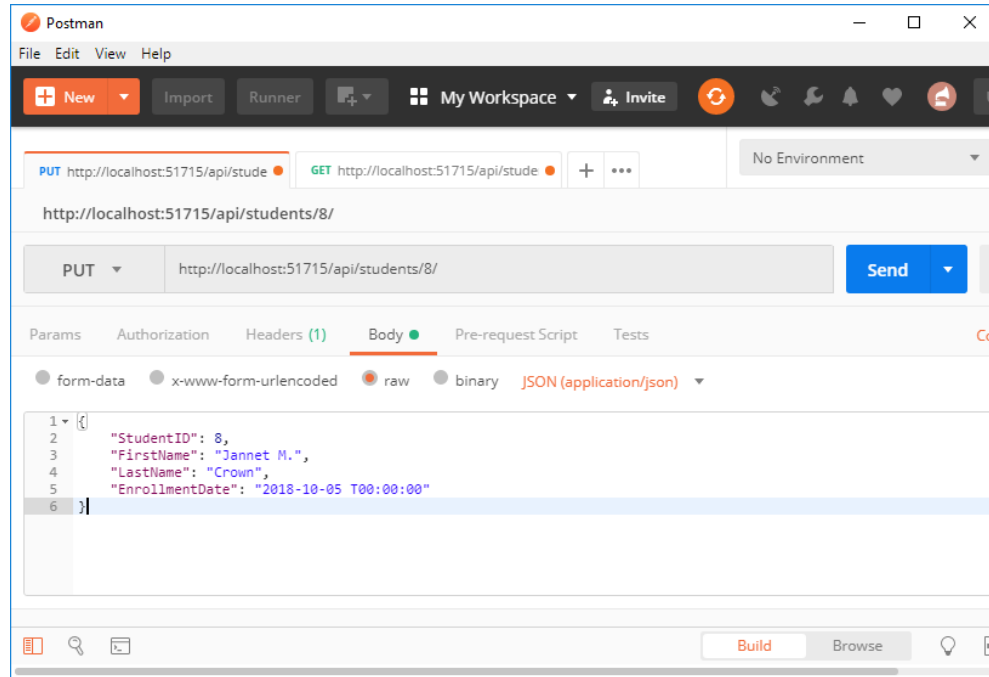 Postman
File Edit View Help
New Import Runner My Workspace Invite
PUT http://localhost:51715/api/stude GET http://localhost:51715/api/stude No Environment
http://localhost:51715/api/students/8/
PUT http://localhost:51715/api/students/8/ Send
Params Authorization Headers (1) Body Pre-request Script Tests
form-data x-www-form-urlencoded raw binary JSON (application/json)
1 {
2 "StudentID": 8,
3 "FirstName": "Jannet M.",
4 "LastName": "Crown",
5 "EnrollmentDate": "2018-10-05 T00:00:00"
6 }
Build Browse